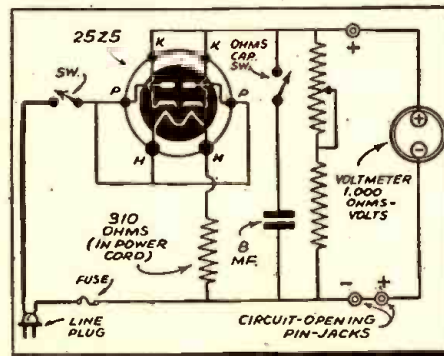 25Z5
K
K
OHMS
CAP.
SW.
+
SW.
P
P
+
-
H
H
VOLTMETER
1,000
OHMS-
VOLTS
310
OHMS
(IN POWER
CORD)
8
MF.
FUSE
-
+
LINE
PLUG
CIRCUIT-OPENING
PIN-JACKS